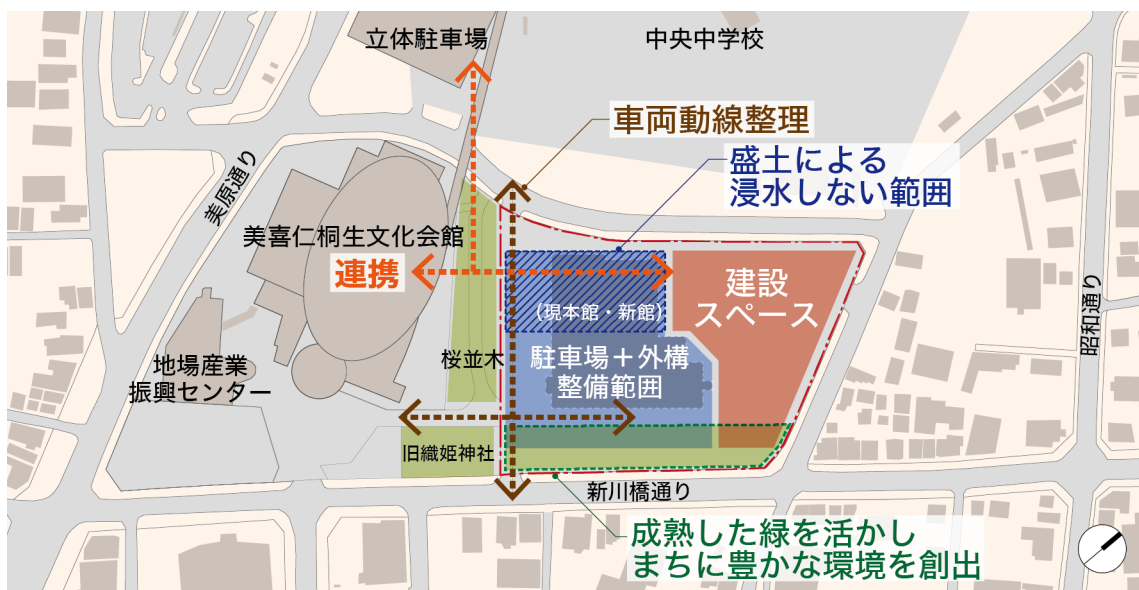 立体駐車場
中央中学校
車両動線整理
盛土による
浸水しない範囲
美原通り
美喜仁桐生文化会館
連携
建設
スペース
(現本館・新館)
昭和通り
桜並木
駐車場＋外構
整備範囲
地場産業
振興センター
旧織姫神社
新川橋通り
成熟した緑を活かし
まちに豊かな環境を創出